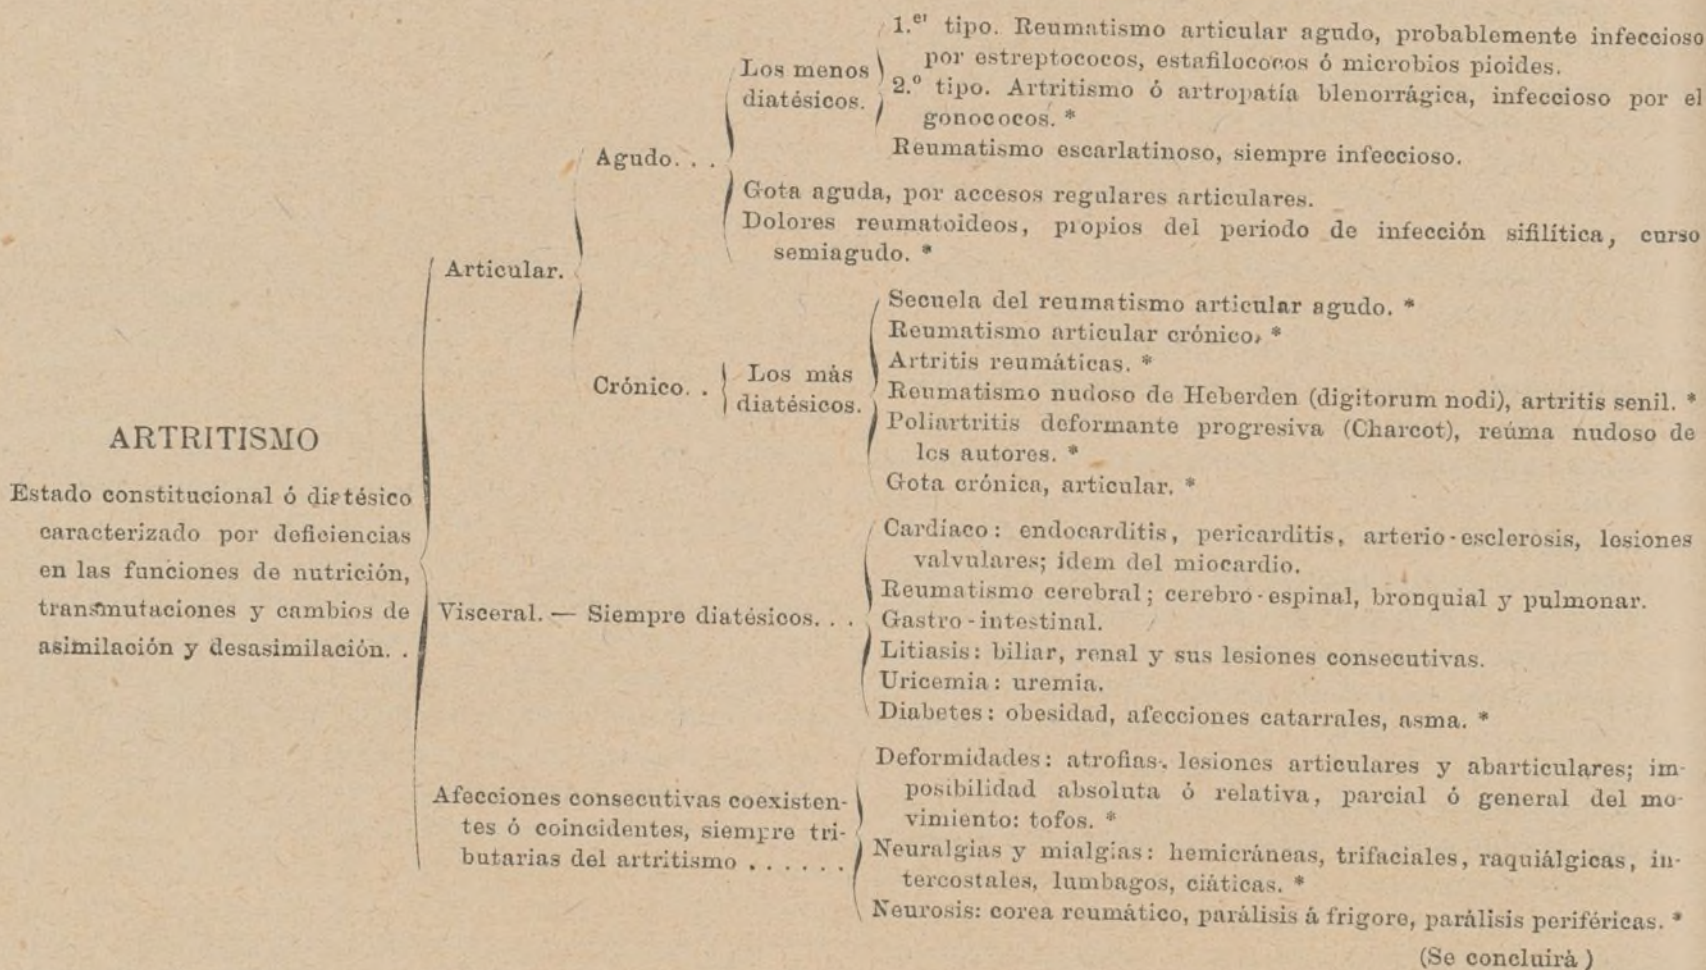 ARTRITISMO
Estado constitucional ó diatésico
caracterizado por deficiencias
en las funciones de nutrición,
transmutaciones y cambios de
asimilación y desasimilación. .
Articular.
Agudo. . .
Los menos
diatésicos.
1.er tipo. Reumatismo articular agudo, probablemente infeccioso
por estreptococos, estafilococos ó microbios pioides.
2.º tipo. Artritismo ó artropatía blenorrágica, infeccioso por el
gonococos. *
Reumatismo escarlatinoso, siempre infeccioso.
Gota aguda, por accesos regulares articulares.
Dolores reumatoideos, propios del periodo de infección sifilítica, curso
semiagudo. *
Crónico. .
Los más
diatésicos.
Secuela del reumatismo articular agudo. *
Reumatismo articular crónico, *
Artritis reumáticas. *
Reumatismo nudoso de Heberden (digitorum nodi), artritis senil. *
Poliartritis deformante progresiva (Charcot), reúma nudoso de
los autores. *
Gota crónica, articular. *
Visceral. — Siempre diatésicos. . .
Cardíaco: endocarditis, pericarditis, arterio-esclerosis, lesiones
valvulares; idem del miocardio.
Reumatismo cerebral; cerebro-espinal, bronquial y pulmonar.
Gastro-intestinal.
Litiasis: biliar, renal y sus lesiones consecutivas.
Uricemia: uremia.
Diabetes: obesidad, afecciones catarrales, asma. *
Afecciones consecutivas coexisten-
tes ó coincidentes, siempre tri-
butarias del artritismo . . . . . .
Deformidades: atrofias, lesiones articulares y abarticulares; im-
posibilidad absoluta ó relativa, parcial ó general del mo-
vimiento: tofos. *
Neuralgias y mialgias: hemicráneas, trifaciales, raquiálgicas, in-
tercostales, lumbagos, ciáticas. *
Neurosis: corea reumático, parálisis á frigore, parálisis periféricas. *
(Se concluirá)